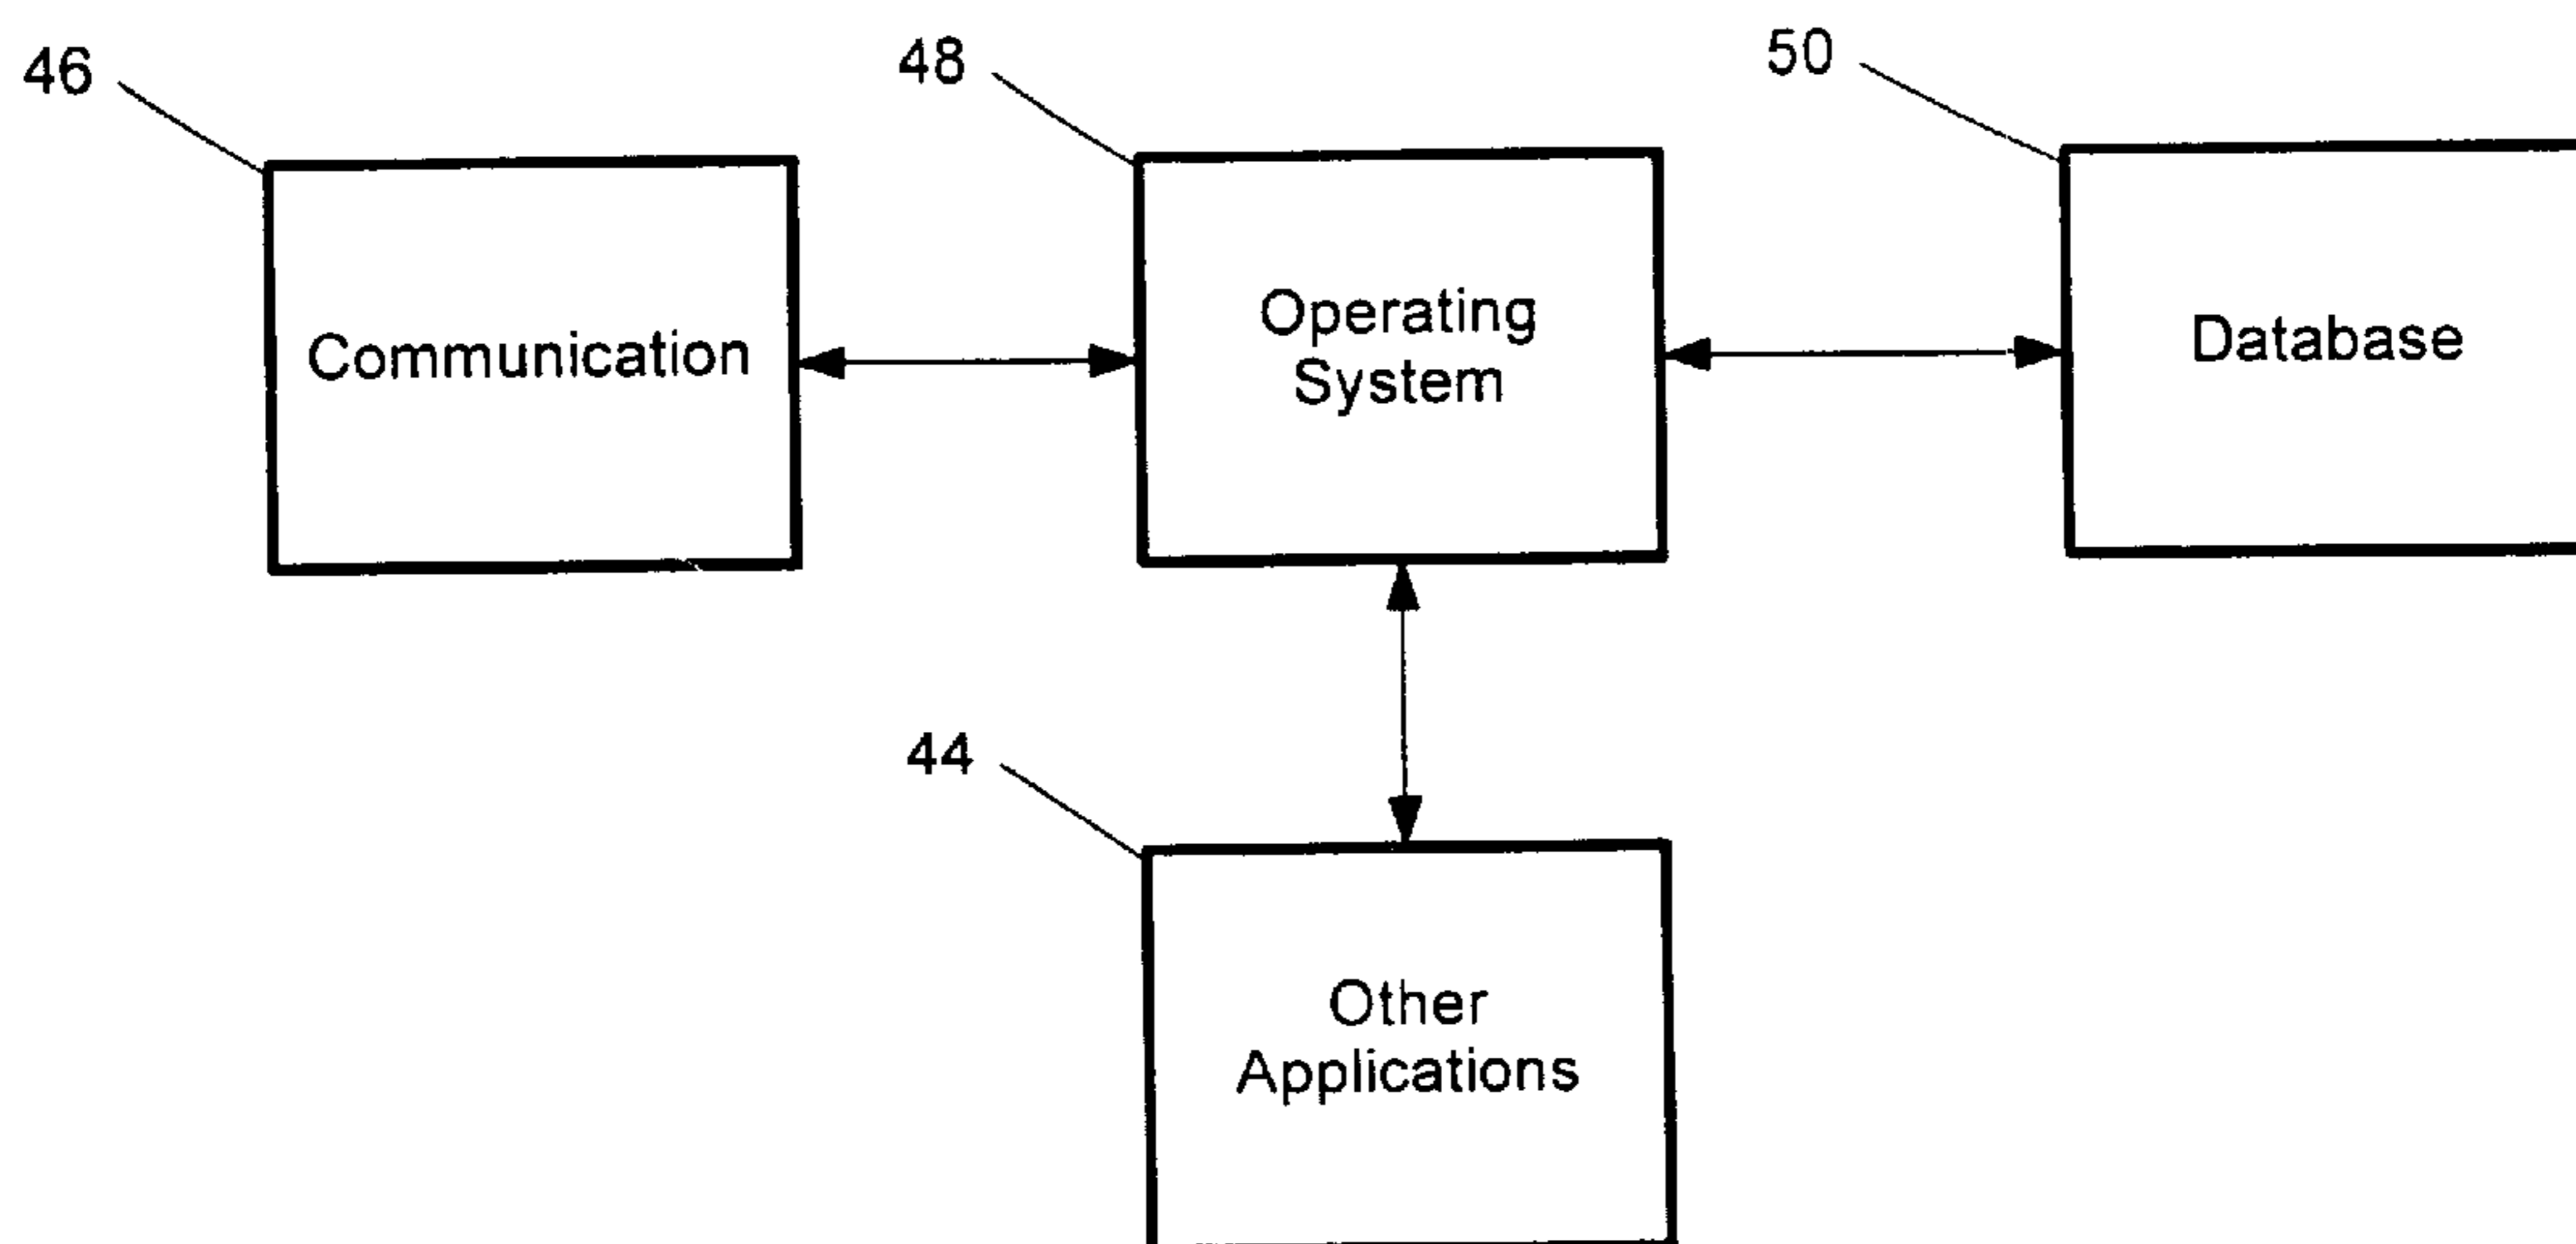 46
48
50
Communication
Operating
System
Database
44
Other
Applications